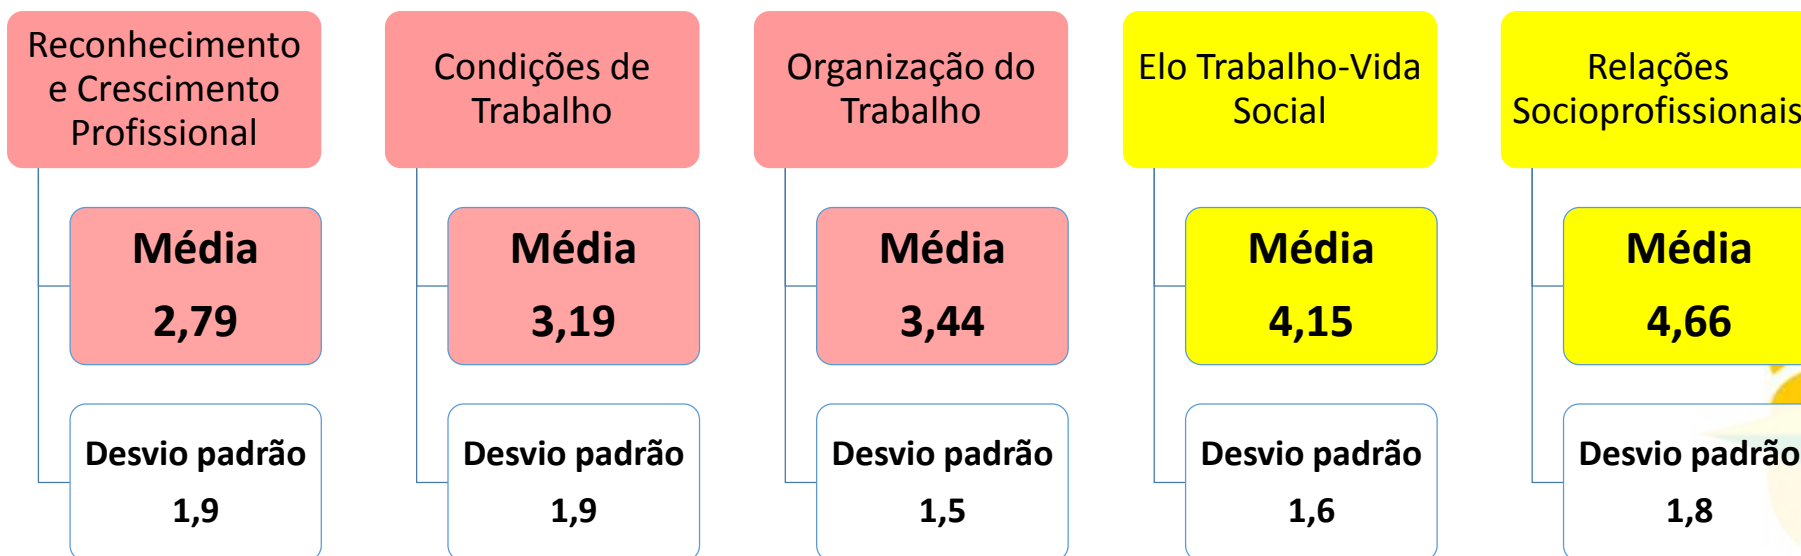 Reconhecimento
e Crescimento
Profissional
Média
2,79
Desvio padrão
1,9
Condições de
Trabalho
Média
3,19
Desvio padrão
1,9
Organização do
Trabalho
Média
3,44
Desvio padrão
1,5
Elo Trabalho-Vida
Social
Média
4,15
Desvio padrão
1,6
Relações
Socioprofissionais
Média
4,66
Desvio padrão
1,8